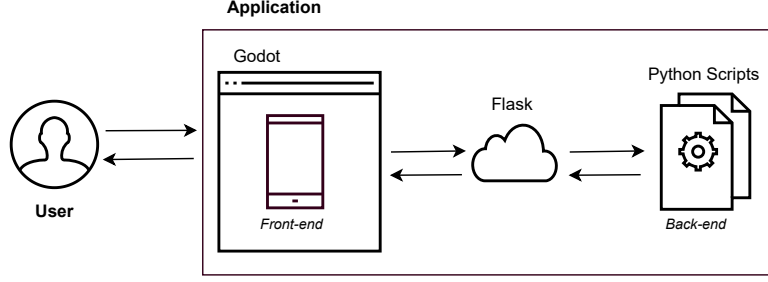 Application
Godot
Python Scripts
Flask
User
Front-end
Back-end